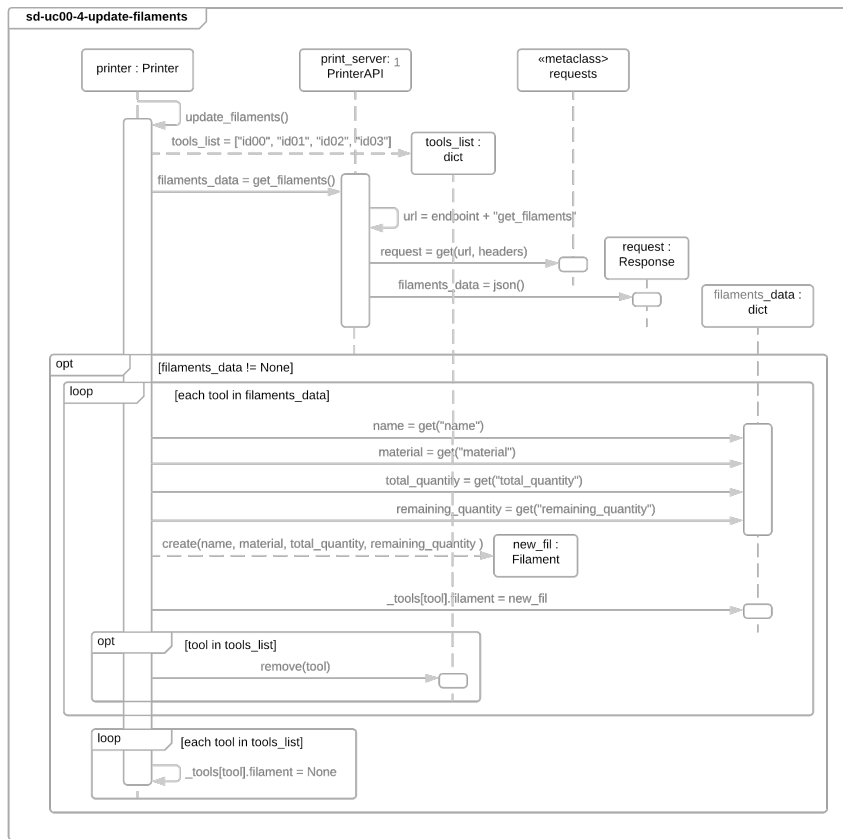 sd-uc00-4-update-filaments
printer : Printer
print_server: 1
PrinterAPI
«metaclass>
requests
update_filaments()
tools_list = ["id00", "id01", "id02", "id03"]
tools_list :
dict
filaments_data = get_filaments()
url = endpoint + "get_filaments"
request = get(url, headers)
request :
Response
filaments_data = json()
filaments_data :
dict
opt
[filaments_data != None]
loop
[each tool in filaments_data]
name = get("name")
material = get("material")
total_quantity = get("total_quantity")
remaining_quantity = get("remaining_quantity")
create(name, material, total_quantity, remaining_quantity )
new_fil :
Filament
_tools[tool].filament = new_fil
opt
[tool in tools_list]
remove(tool)
loop
[each tool in tools_list]
_tools[tool].filament = None